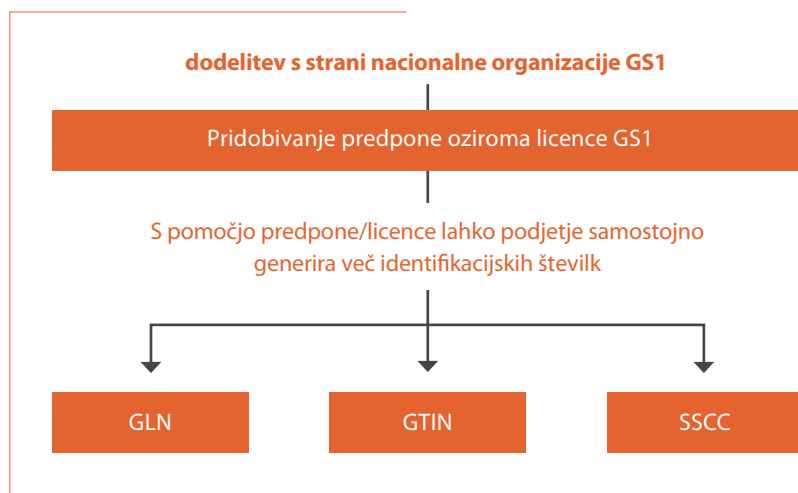 dodelitev s strani nacionalne organizacije GS1
Pridobivanje predpone oziroma licence GS1
S pomočjo predpone/licence lahko podjetje samostojno
generira več identifikacijskih številk
GLN
GTIN
SSCC